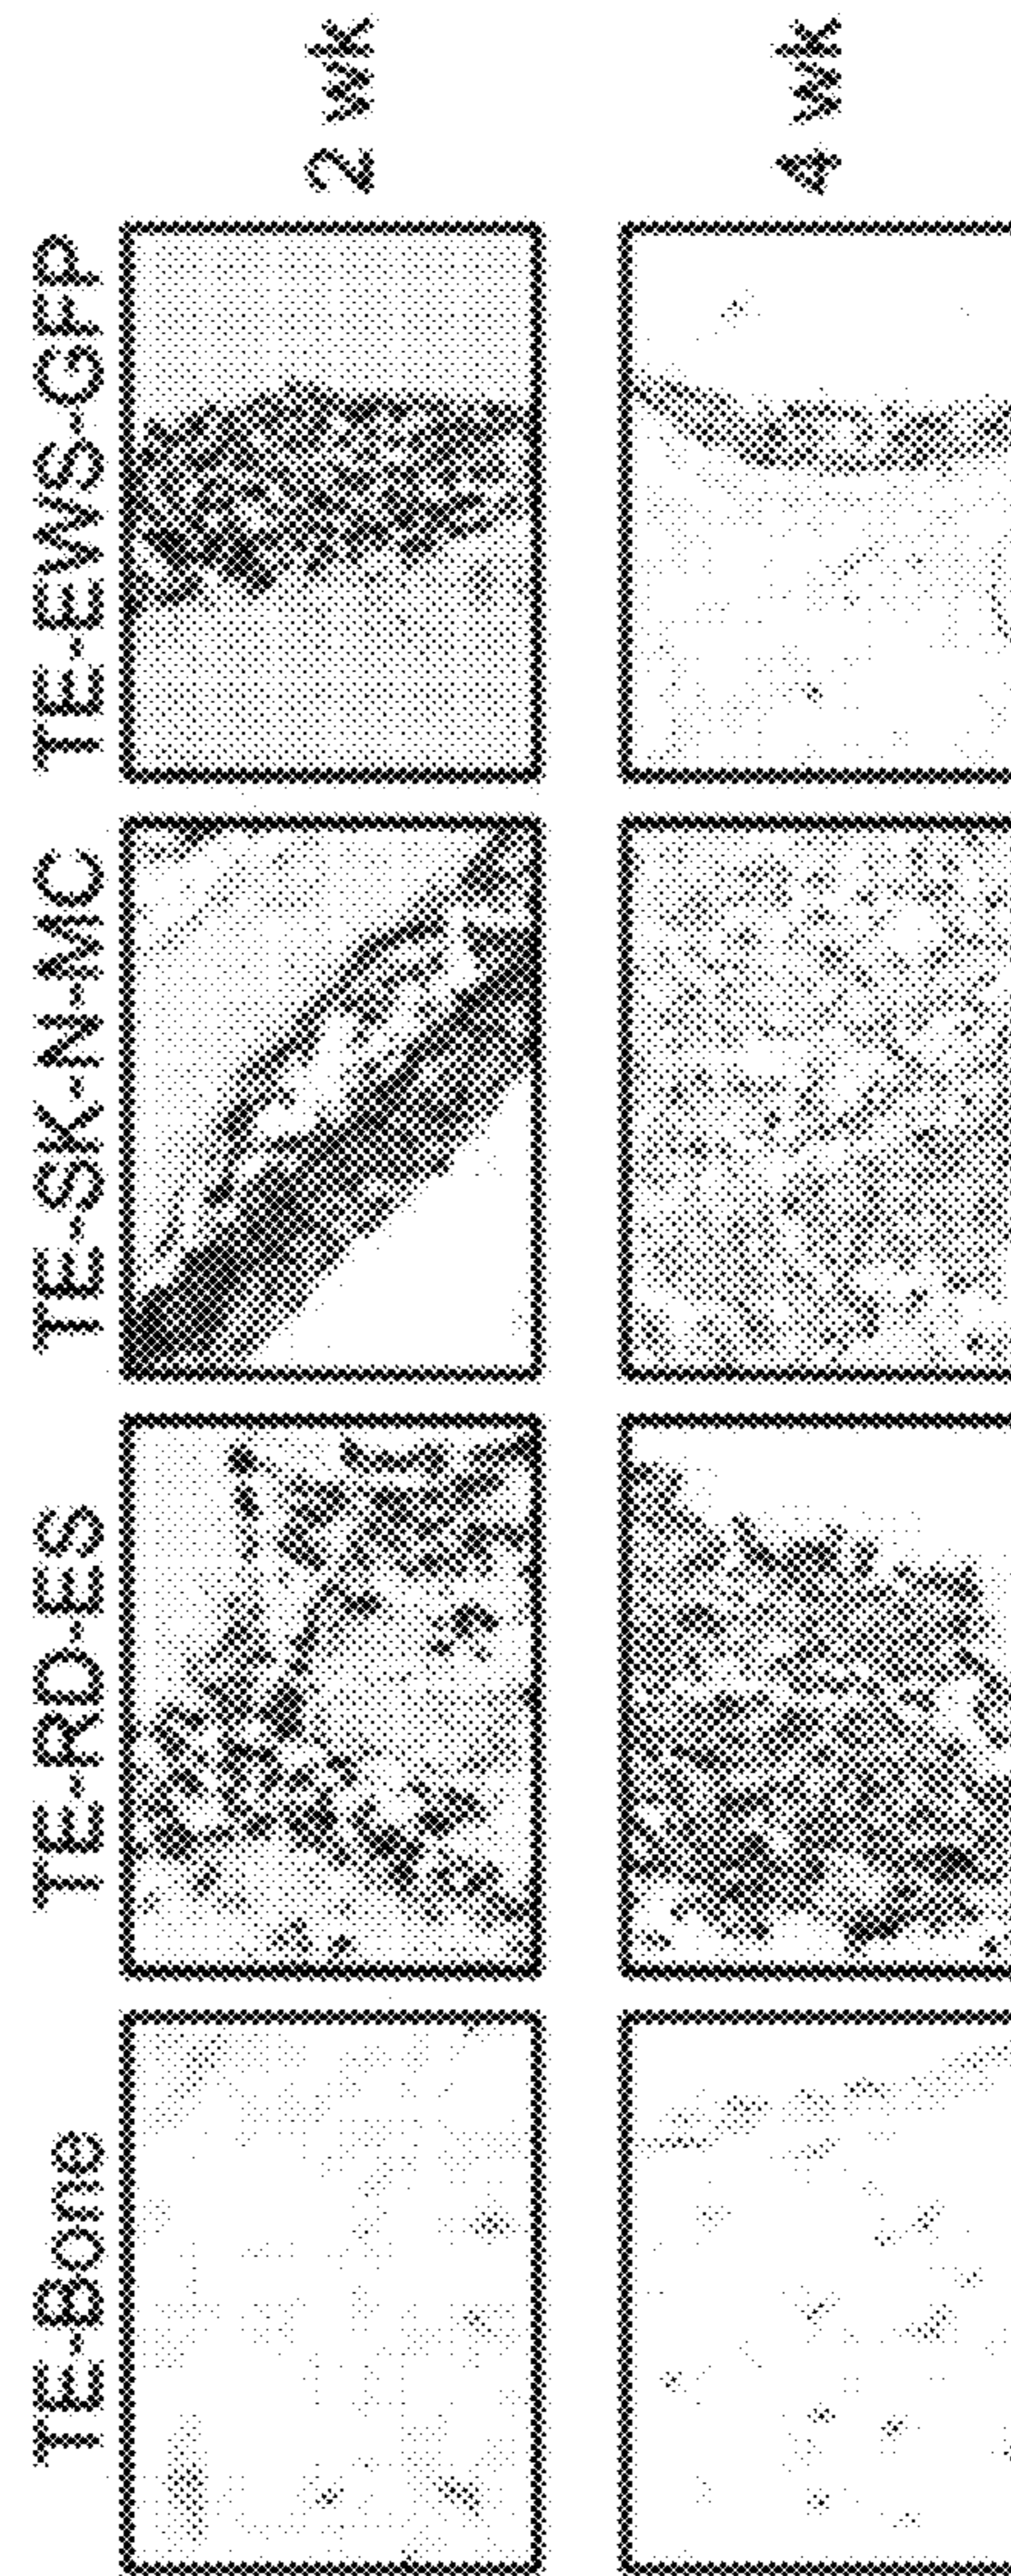 TE-Bone
TE-RD-ES
TE-SK-N-MC
TE-EWS-GFP
2 wk
4 wk